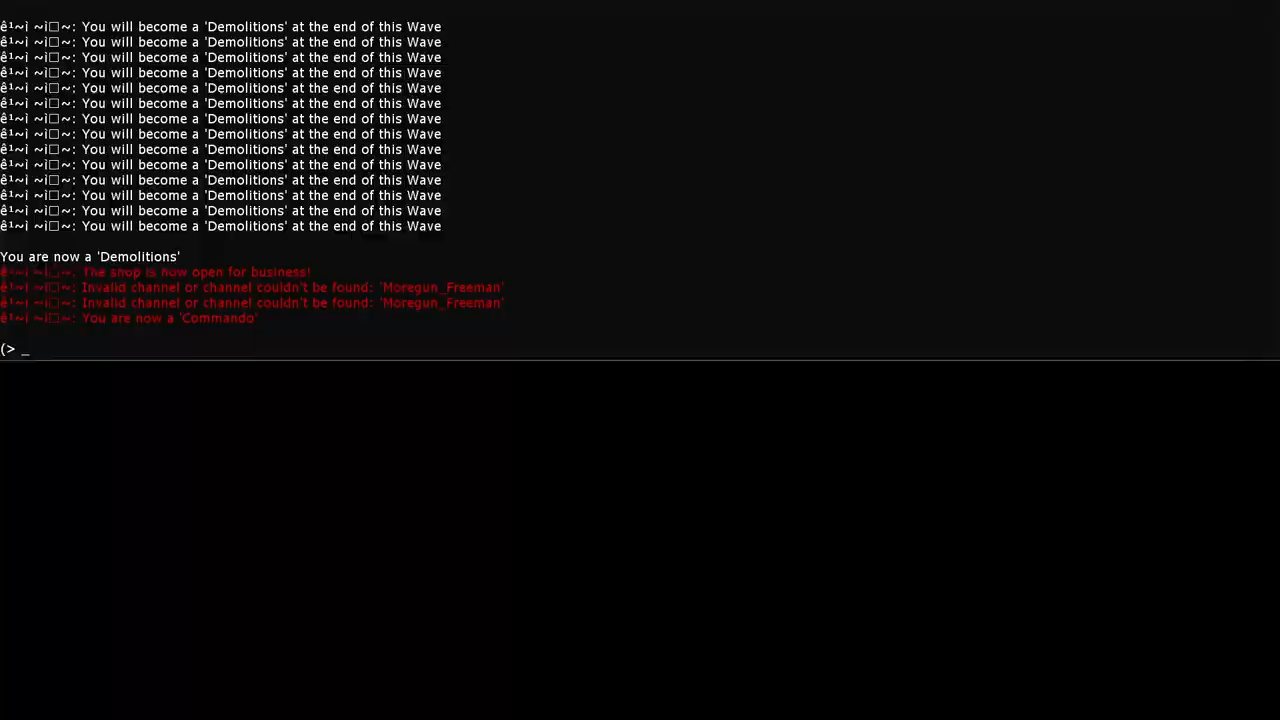 ê¹~ì ~ì□~: You will become a 'Demolitions' at the end of this Wave
ê¹~ì ~ì□~: You will become a 'Demolitions' at the end of this Wave
ê¹~ì ~ì□~: You will become a 'Demolitions' at the end of this Wave
ê¹~ì ~ì□~: You will become a 'Demolitions' at the end of this Wave
ê¹~ì ~ì□~: You will become a 'Demolitions' at the end of this Wave
ê¹~ì ~ì□~: You will become a 'Demolitions' at the end of this Wave
ê¹~ì ~ì□~: You will become a 'Demolitions' at the end of this Wave
ê¹~ì ~ì□~: You will become a 'Demolitions' at the end of this Wave
ê¹~ì ~ì□~: You will become a 'Demolitions' at the end of this Wave
ê¹~ì ~ì□~: You will become a 'Demolitions' at the end of this Wave
ê¹~ì ~ì□~: You will become a 'Demolitions' at the end of this Wave
ê¹~ì ~ì□~: You will become a 'Demolitions' at the end of this Wave
ê¹~ì ~ì□~: You will become a 'Demolitions' at the end of this Wave
ê¹~ì ~ì□~: You will become a 'Demolitions' at the end of this Wave
You are now a 'Demolitions'
ê¹~ì ~ì□~: The shop is now open for business!
ê¹~ì ~ì□~: Invalid channel or channel couldn't be found: 'Moregun_Freeman'
ê¹~ì ~ì□~: Invalid channel or channel couldn't be found: 'Moregun_Freeman'
ê¹~ì ~ì□~: You are now a 'Commando'
(> _